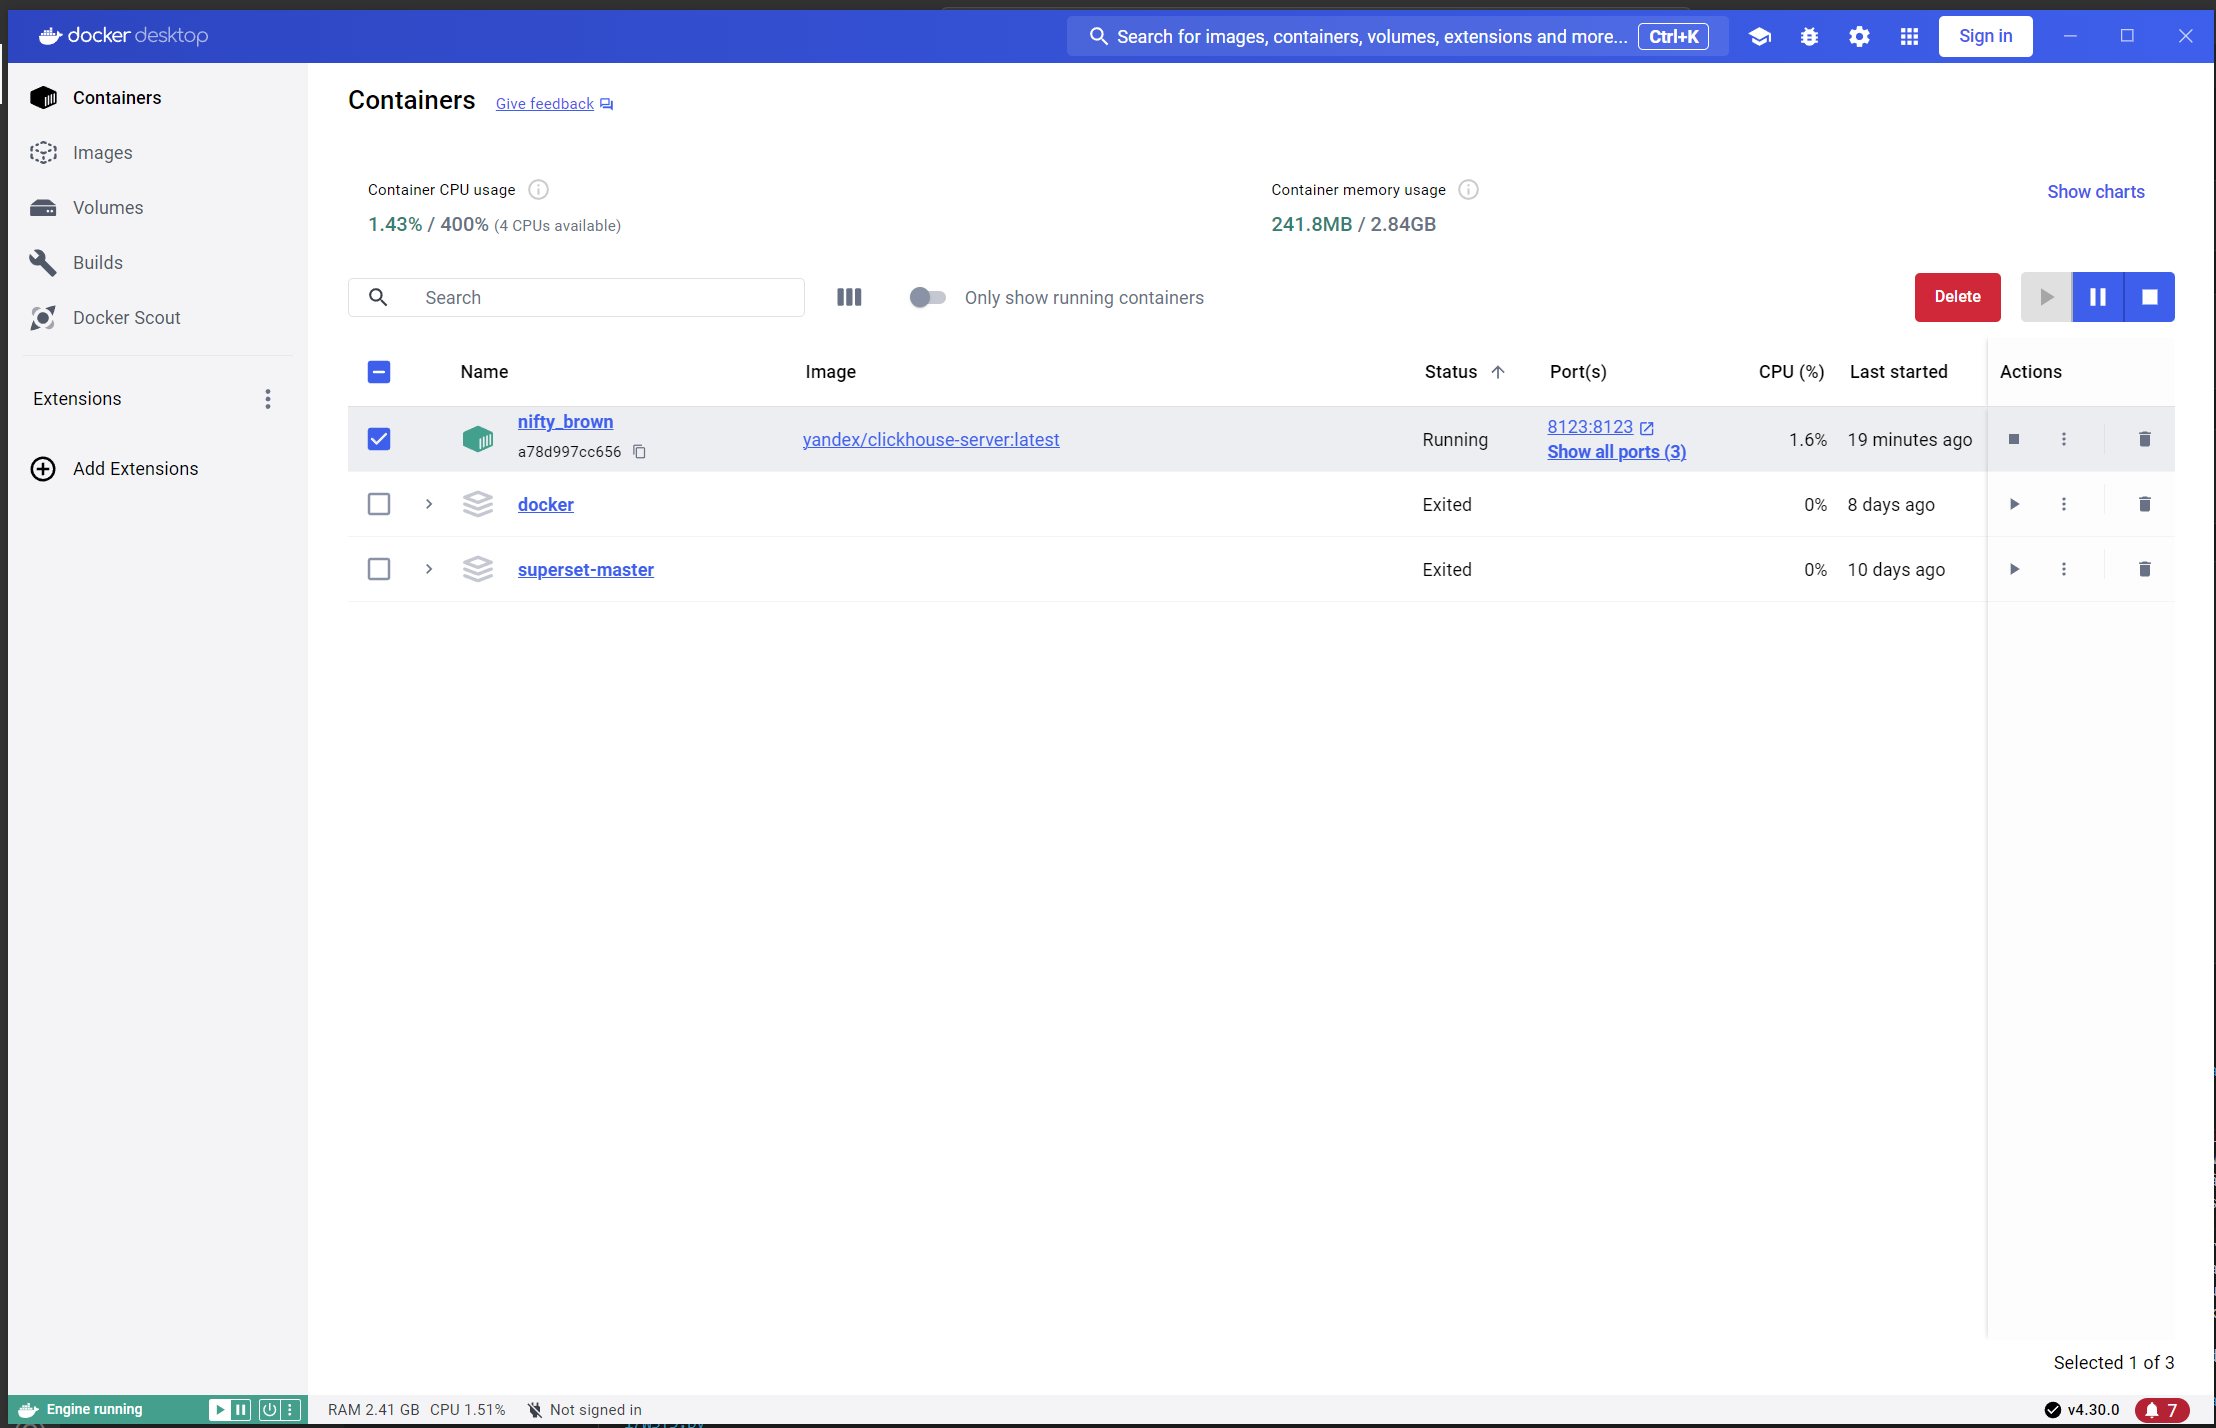 docker desktop
Search for images, containers, volumes, extensions and more... Ctrl+K
Sign in
Containers
Images
Volumes
Builds
Docker Scout
Extensions
Add Extensions
Containers Give feedback
Container CPU usage
1.43% / 400% (4 CPUs available)
Container memory usage
241.8MB / 2.84GB
Show charts
Search
Only show running containers
Delete
Name Image Status Port(s) CPU (%) Last started Actions
nifty_brown
a78d997cc656
yandex/clickhouse-server:latest
Running
8123:8123
Show all ports (3)
1.6%
19 minutes ago
docker Exited 0% 8 days ago
superset-master Exited 0% 10 days ago
Selected 1 of 3
Engine running
RAM 2.41 GB CPU 1.51% Not signed in
v4.30.0
7